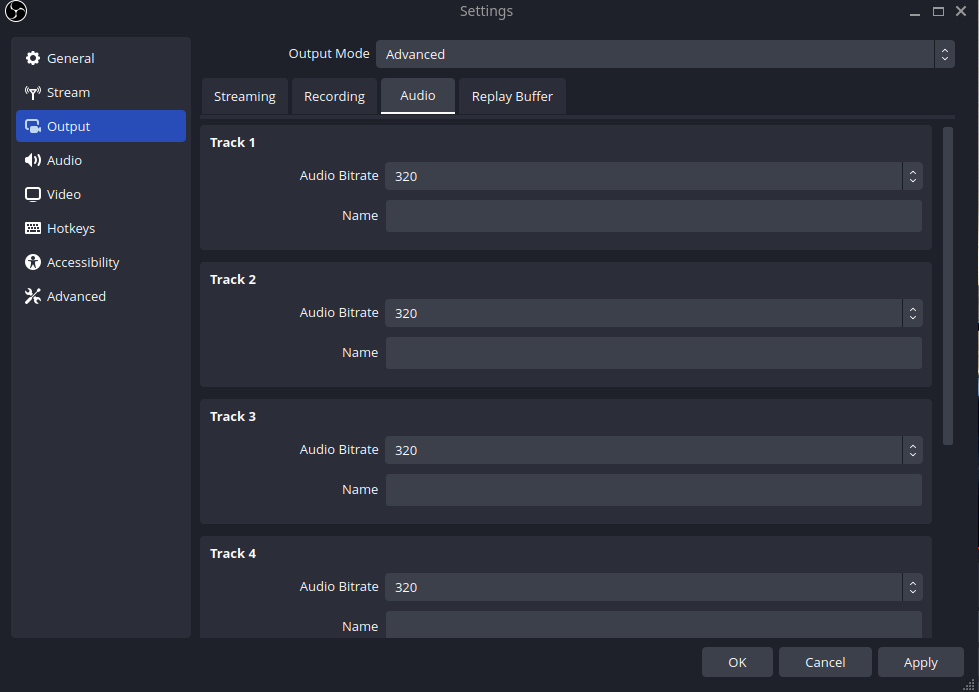 Settings
General
Stream
Output
Audio
Video
Hotkeys
Accessibility
Advanced
Output Mode Advanced
Streaming Recording Audio Replay Buffer
Track 1
Audio Bitrate 320
Name
Track 2
Audio Bitrate 320
Name
Track 3
Audio Bitrate 320
Name
Track 4
Audio Bitrate 320
Name
OK Cancel Apply